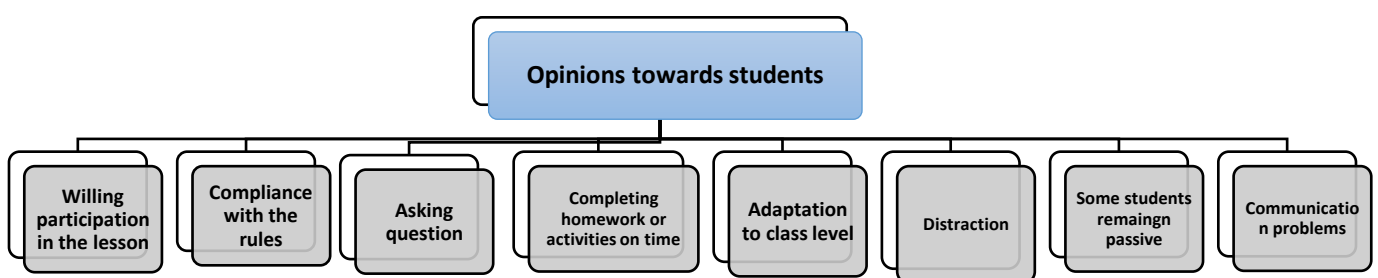 Opinions towards students
Willing
participation
in the lesson
Compliance
with the
rules
Asking
question
Completing
homework or
activities on time
Adaptation
to class level
Distraction
Some students
remaingn
passive
Communicatio
n problems